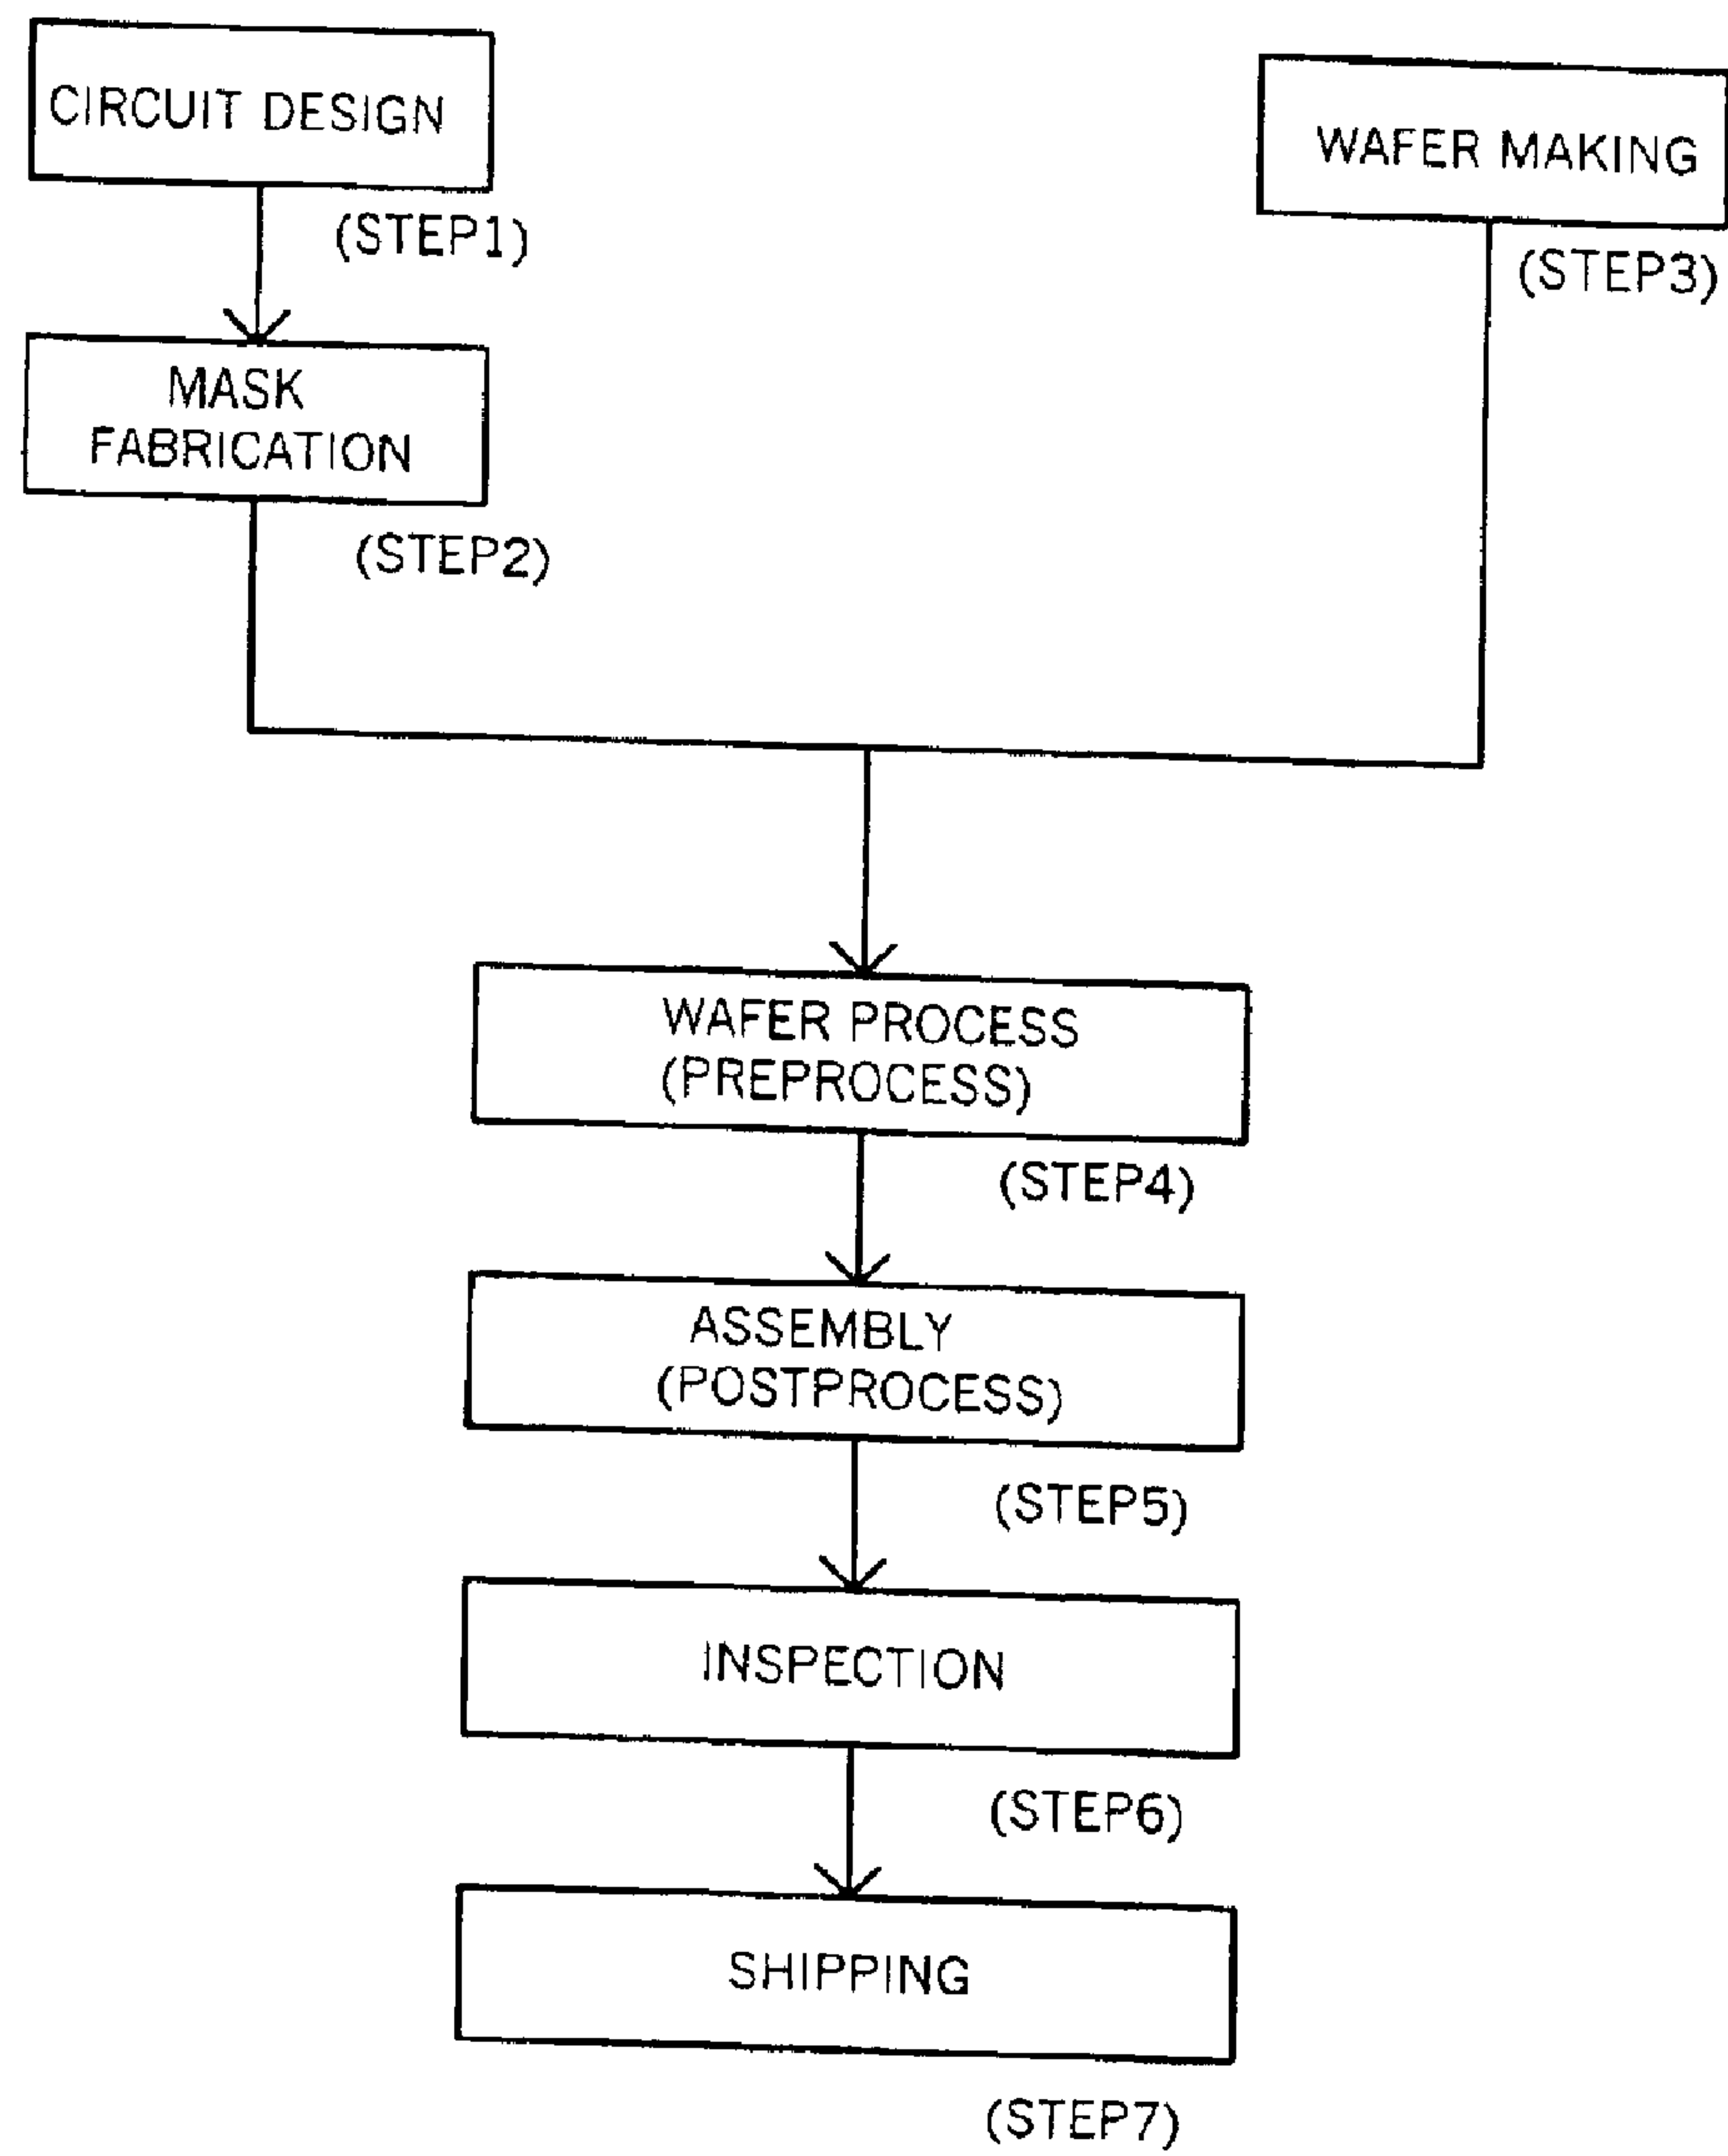 CIRCUIT DESIGN
(STEP1)
WAFER MAKING
(STEP3)
MASK
FABRICATION
(STEP2)
WAFER PROCESS
(PREPROCESS)
(STEP4)
ASSEMBLY
(POSTPROCESS)
(STEP5)
INSPECTION
(STEP6)
SHIPPING
(STEP7)